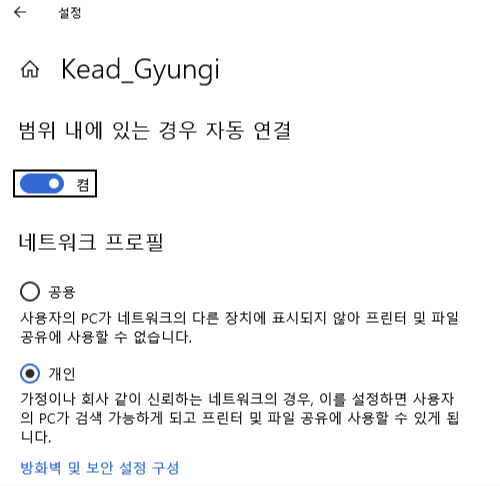 설정
Kead_Gyungi
범위 내에 있는 경우 자동 연결
켬
네트워크 프로필
공용
사용자의 PC가 네트워크의 다른 장치에 표시되지 않아 프린터 및 파일
공유에 사용할 수 없습니다.
개인
가정이나 회사 같이 신뢰하는 네트워크의 경우, 이를 설정하면 사용자
의 PC가 검색 가능하게 되고 프린터 및 파일 공유에 사용할 수 있게 됩
니다.
방화벽 및 보안 설정 구성